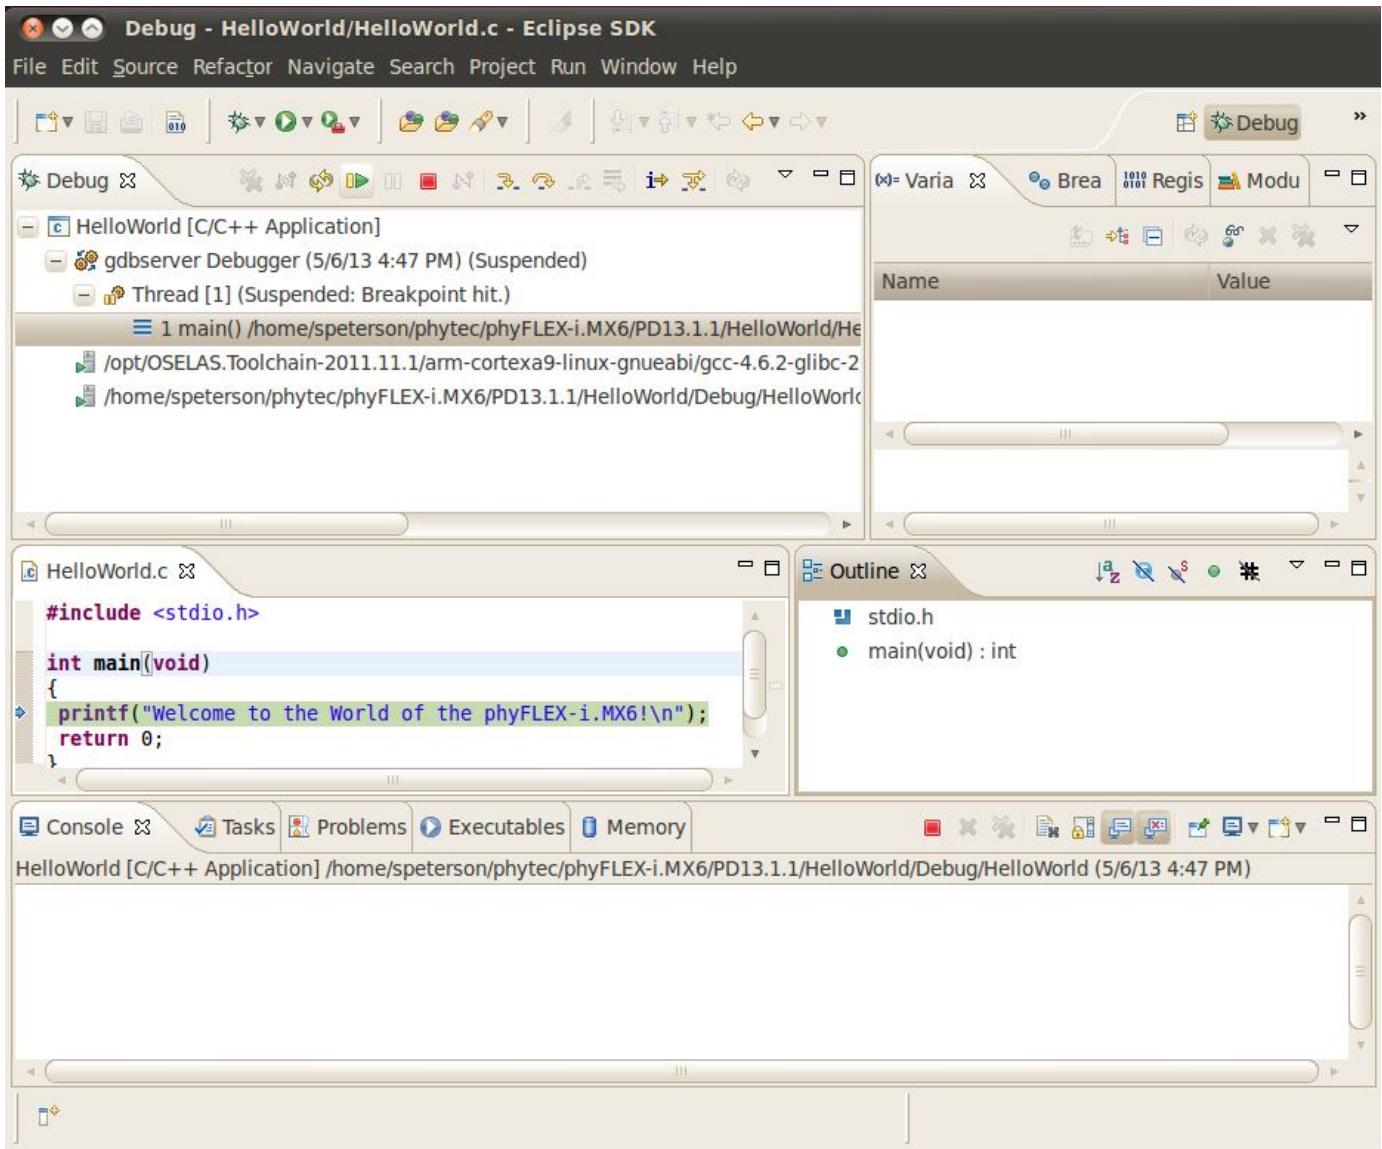 Debug - HelloWorld/HelloWorld.c - Eclipse SDK
File Edit Source Refactor Navigate Search Project Run Window Help
010
Debug »
Debug
(x)= Varia Brea 1010 0101 Regis Modu
HelloWorld [C/C++ Application]
gdbserver Debugger (5/6/13 4:47 PM) (Suspended)
Thread [1] (Suspended: Breakpoint hit.)
1 main() /home/speterson/phytec/phyFLEX-i.MX6/PD13.1.1/HelloWorld/He
/opt/OSELAS.Toolchain-2011.11.1/arm-cortexa9-linux-gnueabi/gcc-4.6.2-glibc-2
/home/speterson/phytec/phyFLEX-i.MX6/PD13.1.1/HelloWorld/Debug/HelloWorl
Name Value
HelloWorld.c
#include <stdio.h>
int main(void)
{
printf("Welcome to the World of the phyFLEX-i.MX6!\n");
return 0;
}
Outline
stdio.h
main(void) : int
Console Tasks Problems Executables Memory
HelloWorld [C/C++ Application] /home/speterson/phytec/phyFLEX-i.MX6/PD13.1.1/HelloWorld/Debug/HelloWorld (5/6/13 4:47 PM)